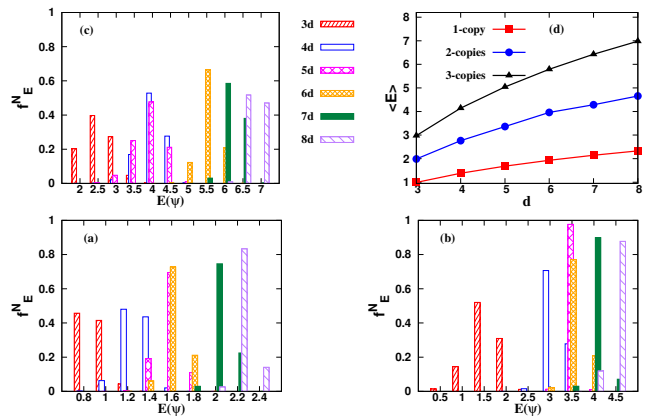 (c)
f^N_E
1
0.8
0.6
0.4
0.2
0
2 2.5 3 3.5 4 4.5 5 5.5 6 6.5 7
E(ψ)
3d
4d
5d
6d
7d
8d
(d)
1-copy
2-copies
3-copies
<E>
7
6
5
4
3
2
1
3 4 5 6 7 8
d
(a)
f^N_E
1
0.8
0.6
0.4
0.2
0
0.8 1 1.2 1.4 1.6 1.8 2 2.2 2.4
E(ψ)
(b)
f^N_E
1
0.8
0.6
0.4
0.2
0
0.5 1 1.5 2 2.5 3 3.5 4 4.5
E(ψ)